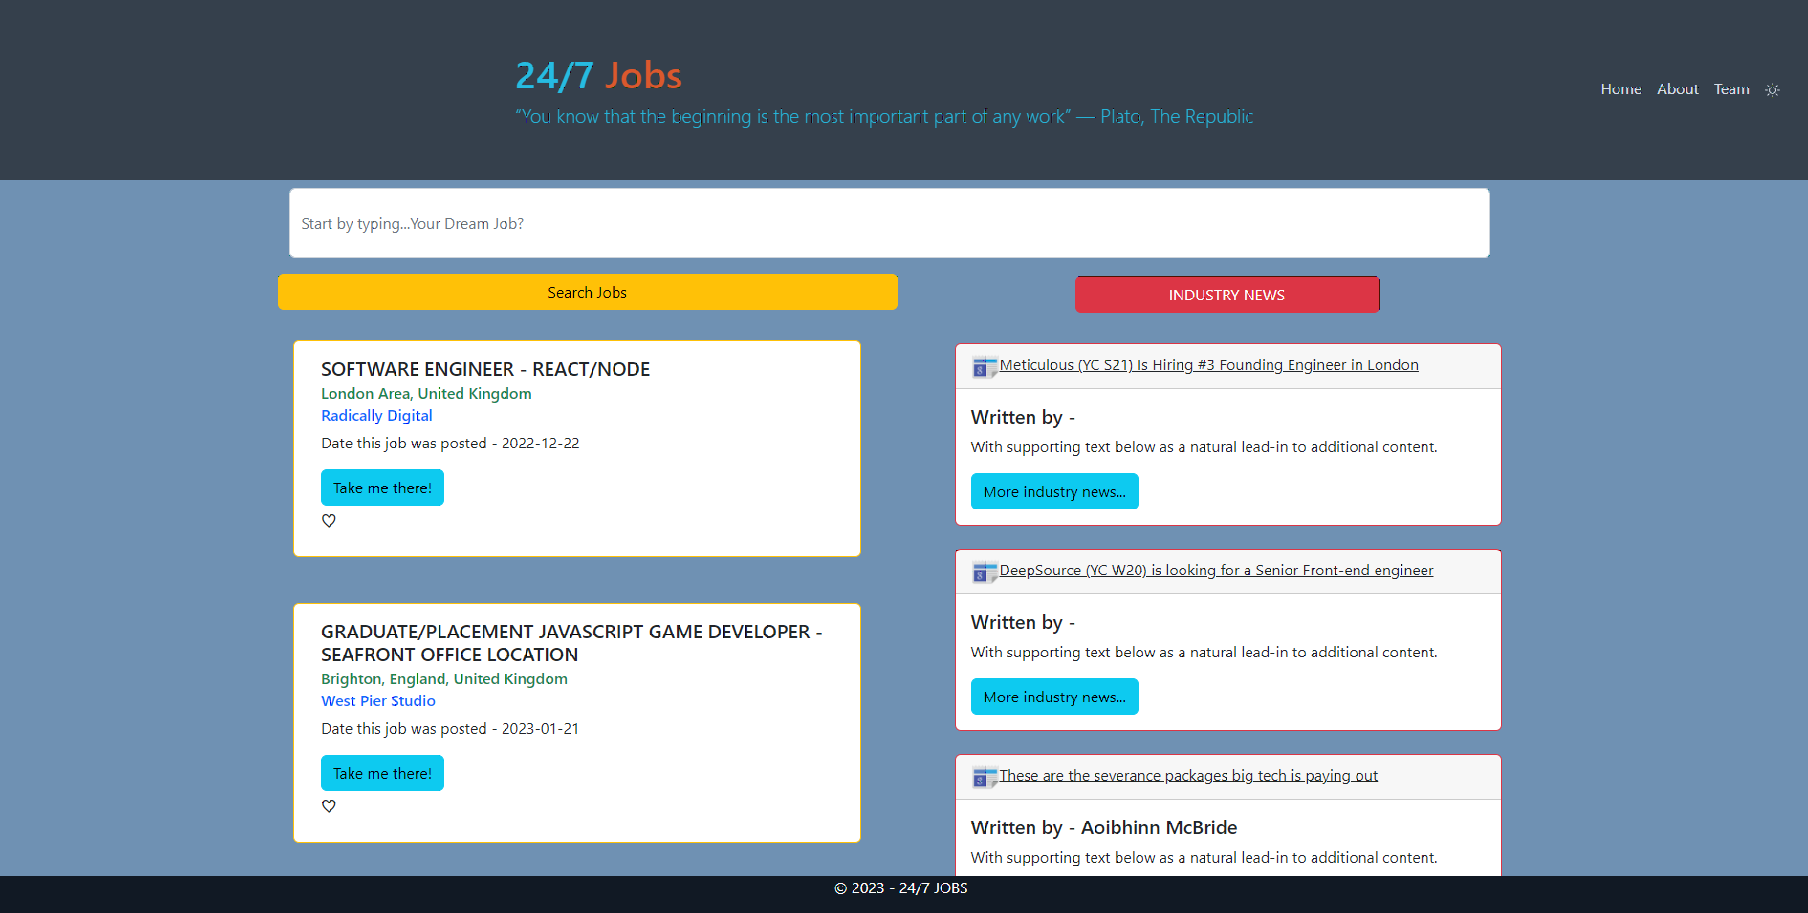 24/7 Jobs
“You know that the beginning is the most important part of any work” — Plato, The Republic
Home About Team
Start by typing...Your Dream Job?
Search Jobs
INDUSTRY NEWS
SOFTWARE ENGINEER - REACT/NODE
London Area, United Kingdom
Radically Digital
Date this job was posted - 2022-12-22
Take me there!
GRADUATE/PLACEMENT JAVASCRIPT GAME DEVELOPER -
SEAFRONT OFFICE LOCATION
Brighton, England, United Kingdom
West Pier Studio
Date this job was posted - 2023-01-21
Take me there!
Meticulous (YC S21) Is Hiring #3 Founding Engineer in London
Written by -
With supporting text below as a natural lead-in to additional content.
More industry news...
DeepSource (YC W20) is looking for a Senior Front-end engineer
Written by -
With supporting text below as a natural lead-in to additional content.
More industry news...
These are the severance packages big tech is paying out
Written by - Aoibhinn McBride
With supporting text below as a natural lead-in to additional content.
© 2023 - 24/7 JOBS